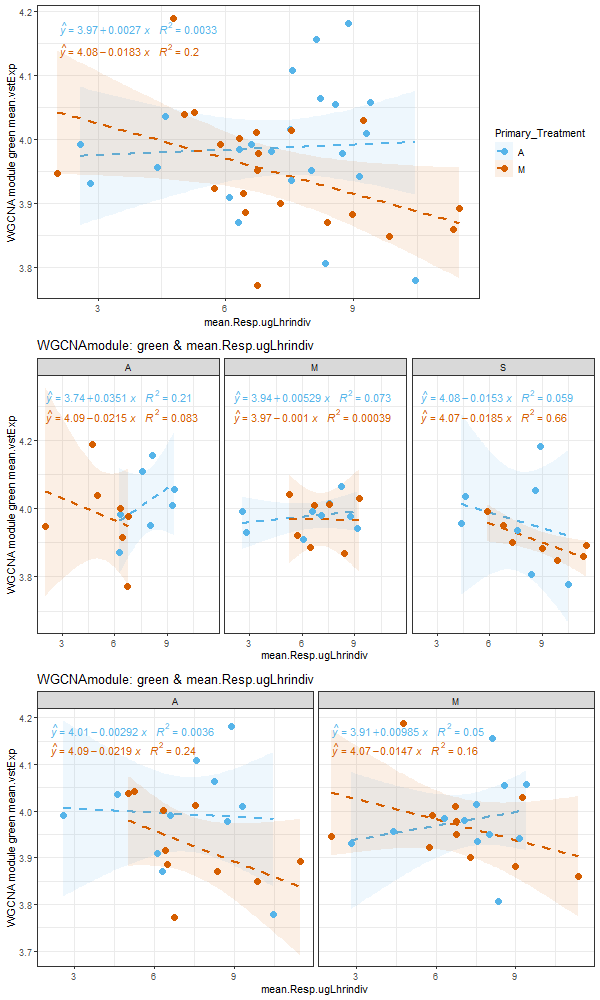 4.2
4.1
4.0
3.9
3.8
ŷ = 3.97 + 0.0027 x R² = 0.0033
ŷ = 4.08 − 0.0183 x R² = 0.2
WGCNA module green mean.vstExp
3 6 9
mean.Resp.ugLhrindiv
Primary_Treatment
A
M
WGCNAmodule: green & mean.Resp.ugLhrdiv
A M S
ŷ = 3.74 + 0.0351 x R² = 0.21
ŷ = 4.09 − 0.0215 x R² = 0.083
ŷ = 3.94 + 0.00529 x R² = 0.073
ŷ = 3.97 − 0.001 x R² = 0.00039
ŷ = 4.08 − 0.0153 x R² = 0.059
ŷ = 4.07 − 0.0185 x R² = 0.66
4.2
4.0
3.8
WGCNA module green mean.vstExp
3 6 9 3 6 9 3 6 9
mean.Resp.ugLhrindiv
WGCNAmodule: green & mean.Resp.ugLhrindiv
A M
ŷ = 4.01 − 0.00292 x R² = 0.0036
ŷ = 4.09 − 0.0219 x R² = 0.24
ŷ = 3.91 + 0.00985 x R² = 0.05
ŷ = 4.07 − 0.0147 x R² = 0.16
4.2
4.1
4.0
3.9
3.8
3.7
WGCNA module green mean.vstExp
3 6 9 3 6 9
mean.Resp.ugLhrindiv